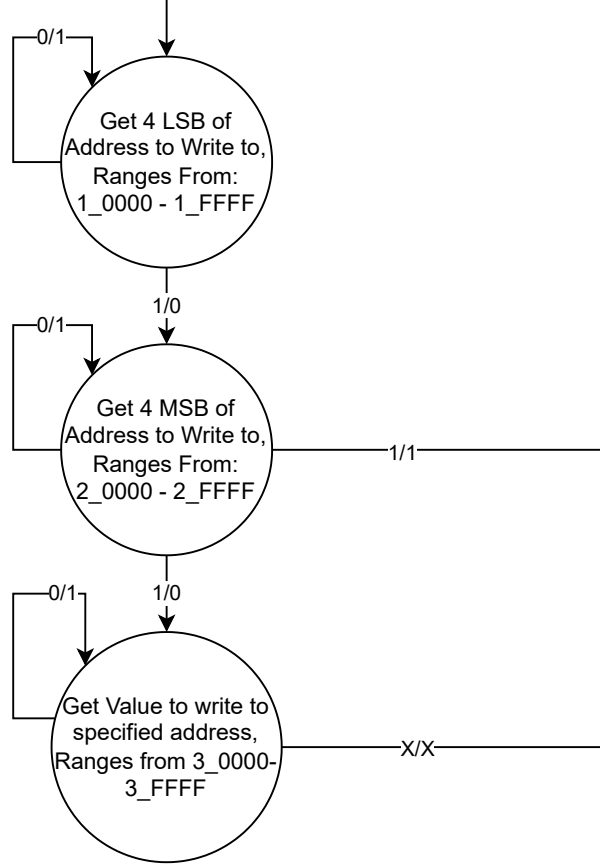 0/1
Get 4 LSB of
Address to Write to,
Ranges From:
1_0000 - 1_FFFF
1/0
0/1
Get 4 MSB of
Address to Write to,
Ranges From:
2_0000 - 2_FFFF
1/1
0/1
1/0
Get Value to write to
specified address,
Ranges from 3_0000-
3_FFFF
X/X